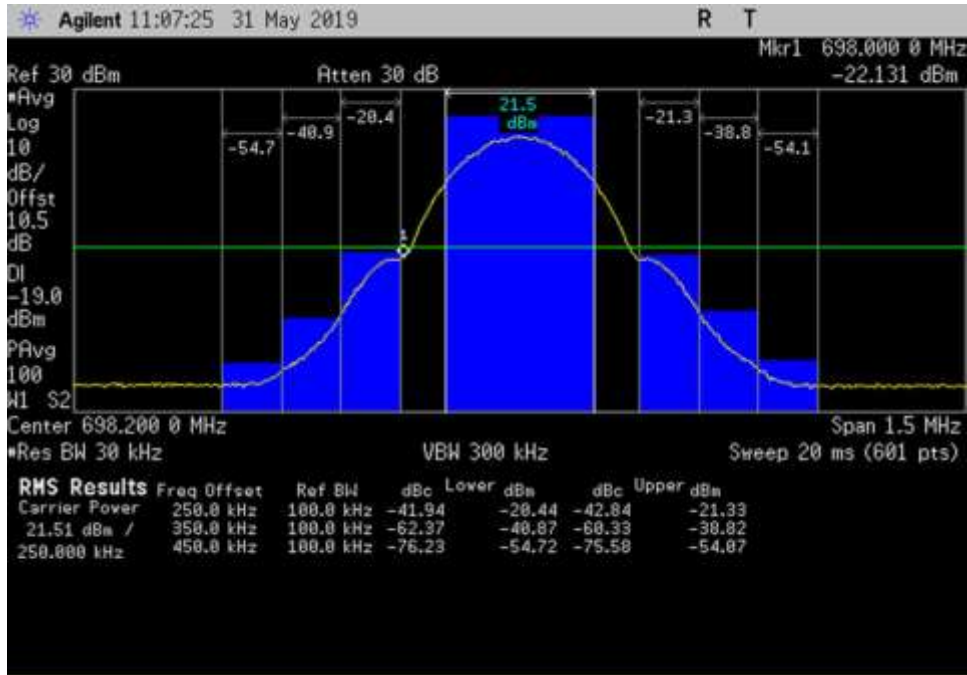 Agilent 11:07:25 31 May 2019 R T
Mkr1 698.000 0 MHz
Ref 30 dBm Atten 30 dB -22.131 dBm
#Avg
Log
10
dB/
Offst
10.5
dB
DI
-19.0
dBm
PAvg
100
W1 S2
-54.7
-40.9
-20.4
21.5
dBm
-21.3
-38.8
-54.1
1
Center 698.200 0 MHz Span 1.5 MHz
#Res BW 30 kHz VBW 300 kHz Sweep 20 ms (601 pts)
RMS Results Freq Offset Ref BW dBc Lower dBm dBc Upper dBm
Carrier Power 250.0 kHz 100.0 kHz -41.94 -20.44 -42.84 -21.33
21.51 dBm / 350.0 kHz 100.0 kHz -62.37 -40.87 -60.33 -38.82
250.000 kHz 450.0 kHz 100.0 kHz -76.23 -54.72 -75.58 -54.07